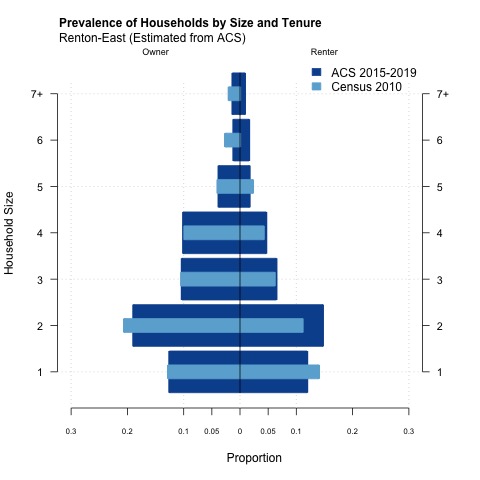 Prevalence of Households by Size and Tenure
Renton-East (Estimated from ACS)
Owner Renter
ACS 2015-2019
Census 2010
7+ 7+
6 6
5 5
4 4
3 3
2 2
1 1
Household Size
0.3 0.2 0.1 0.05 0 0.05 0.1 0.2 0.3
Proportion